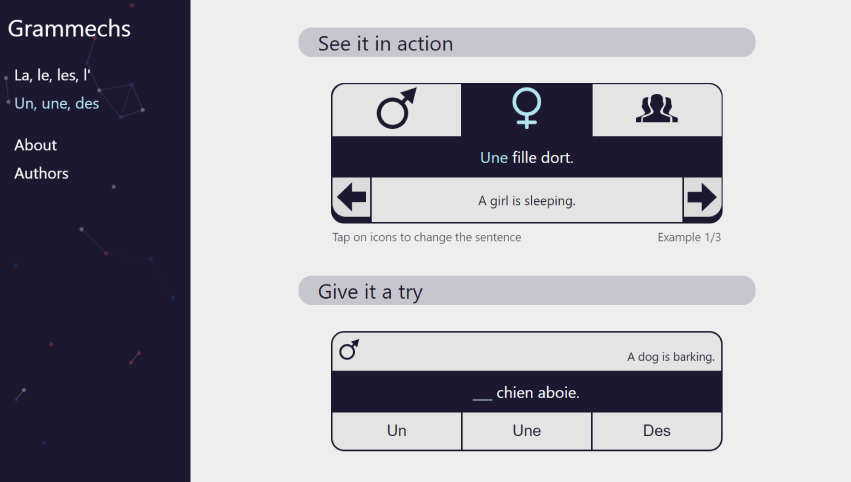 Grammechs
La, le, les, l'
Un, une, des
About
Authors
See it in action
Une fille dort.
A girl is sleeping.
Tap on icons to change the sentence
Example 1/3
Give it a try
A dog is barking.
___ chien aboie.
Un
Une
Des